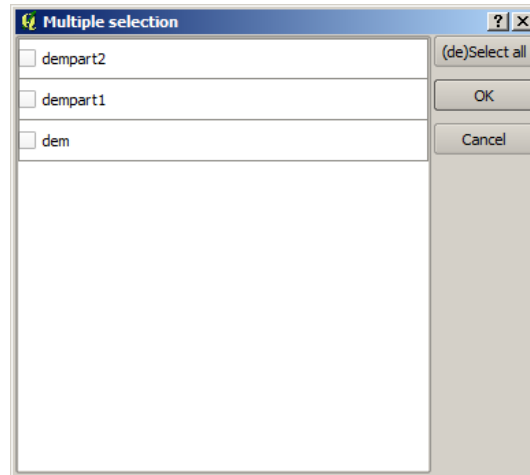 Multiple selection
dempart2
(de)Select all
dempart1
OK
dem
Cancel